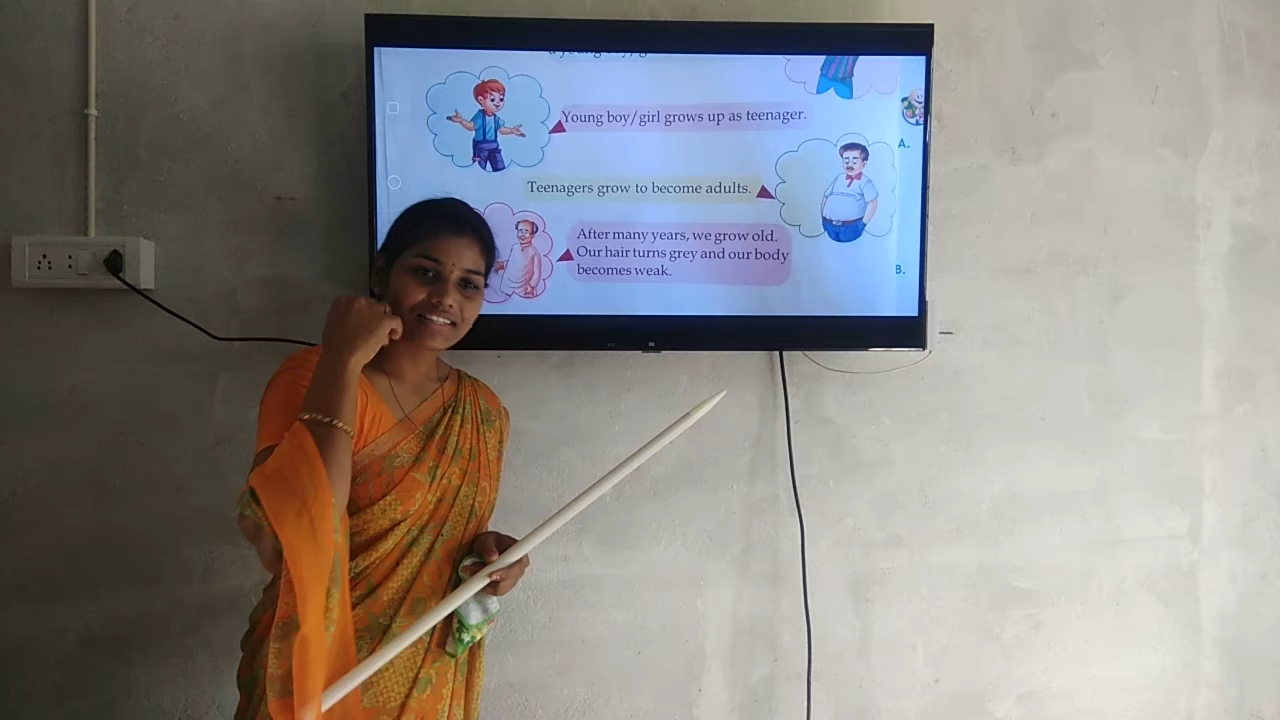 Young boy/girl grows up as teenager.
A.
Teenagers grow to become adults.
After many years, we grow old.
Our hair turns grey and our body
becomes weak.
B.